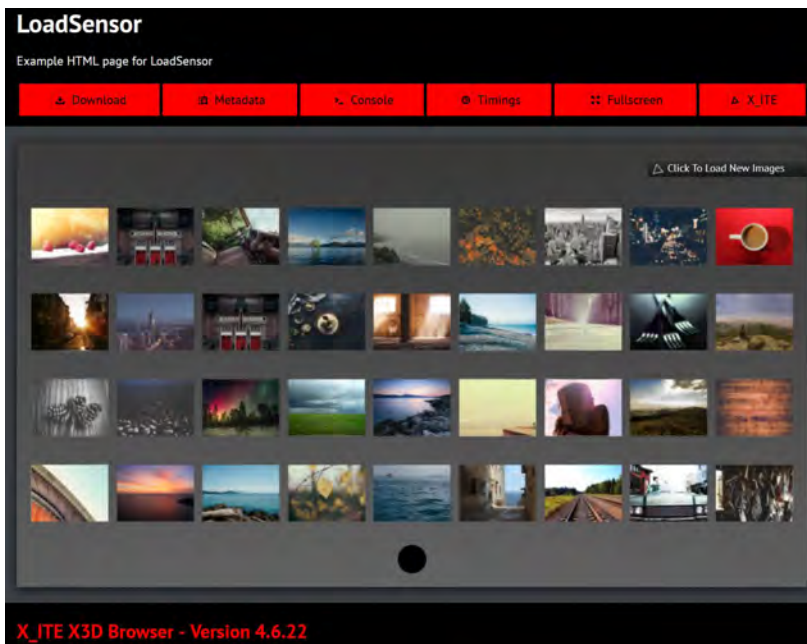 LoadSensor
Example HTML page for LoadSensor
Download Metadata Console Timings Fullscreen X_ITE
Click To Load New Images
X_ITE X3D Browser - Version 4.6.22